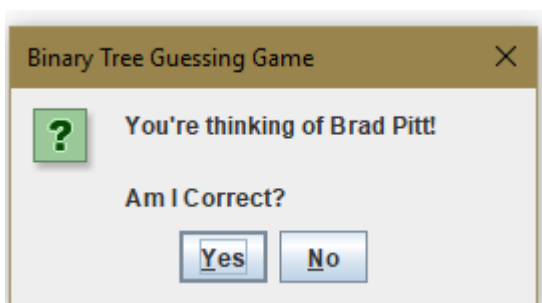 Binary Tree Guessing Game
?
You're thinking of Brad Pitt!
Am I Correct?
Yes No